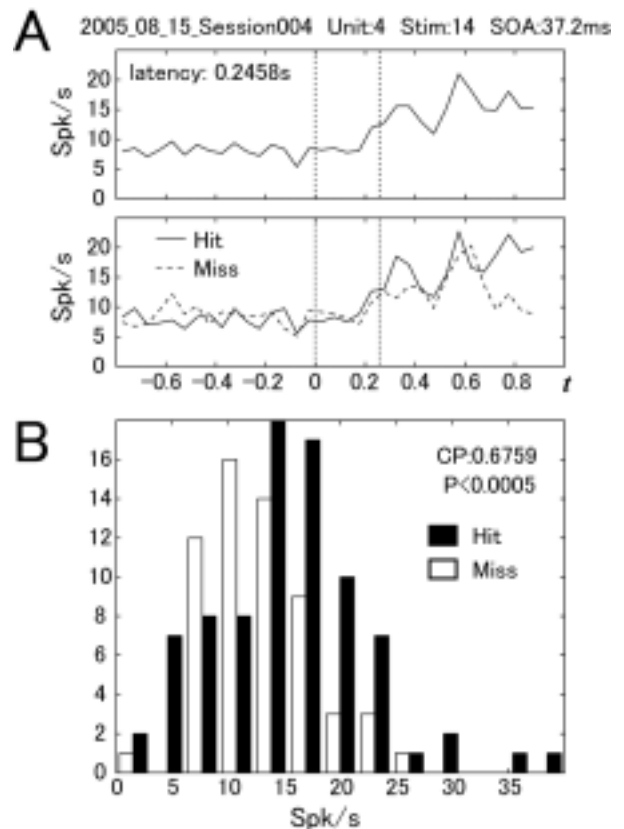 A
2005_08_15_Session004 Unit:4 Stim:14 SOA:37.2ms
latency: 0.2458s
Spk/s
20
15
10
5
0
Hit
Miss
Spk/s
20
15
10
5
0
−0.6 −0.4 −0.2 0 0.2 0.4 0.6 0.8 t
B
CP:0.6759
P<0.0005
Hit
Miss
16
14
12
10
8
6
4
2
0
0 5 10 15 20 25 30 35
Spk/s